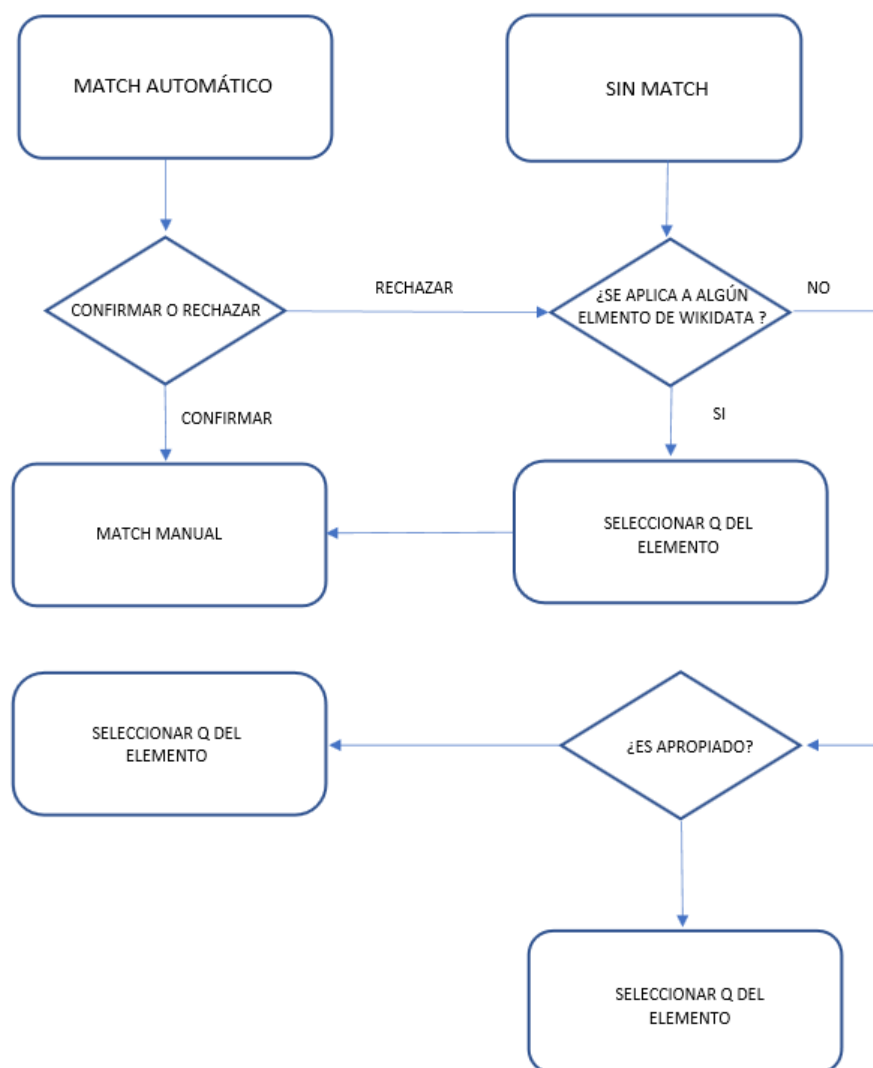 MATCH AUTOMÁTICO
SIN MATCH
CONFIRMAR O RECHAZAR
RECHAZAR
¿SE APLICA A ALGÚN
ELMENTO DE WIKIDATA ?
NO
CONFIRMAR
SI
MATCH MANUAL
SELECCIONAR Q DEL
ELEMENTO
SELECCIONAR Q DEL
ELEMENTO
¿ES APROPIADO?
SELECCIONAR Q DEL
ELEMENTO